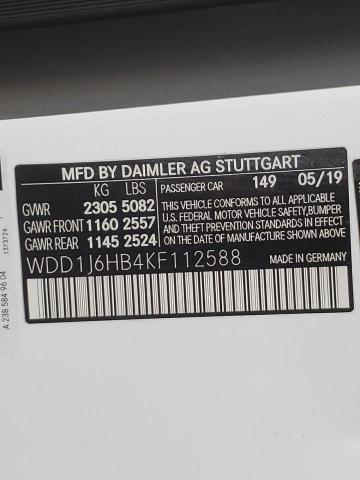 MFD BY DAIMLER AG STUTTGART
KG LBS PASSENGER CAR 149 05/19
GVWR 2305 5082 THIS VEHICLE CONFORMS TO ALL APPLICABLE
GAWR FRONT 1160 2557 U.S. FEDERAL MOTOR VEHICLE SAFETY, BUMPER
GAWR REAR 1145 2524 AND THEFT PREVENTION STANDARDS IN EFFECT
ON THE DATE OF MANUFACTURE SHOWN ABOVE
WDD1J6HB4KF112588
MADE IN GERMANY
A 238 584 96 04
1373726